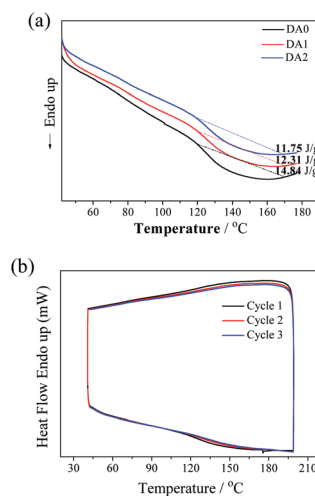 (a)
DA0
DA1
DA2
← Endo up
11.75 J/g
12.31 J/g
14.84 J/g
60 80 100 120 140 160 180
Temperature / °C
(b)
Heat Flow Endo up (mW)
Cycle 1
Cycle 2
Cycle 3
30 60 90 120 150 180 210
Temperature / °C